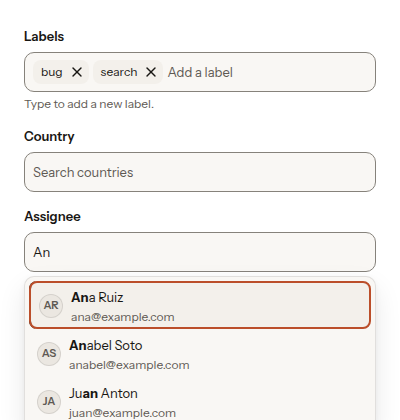 Labels
bug search Add a label
Type to add a new label.
Country
Search countries
Assignee
An
AR Ana Ruiz
ana@example.com
AS Anabel Soto
anabel@example.com
JA Juan Anton
juan@example.com